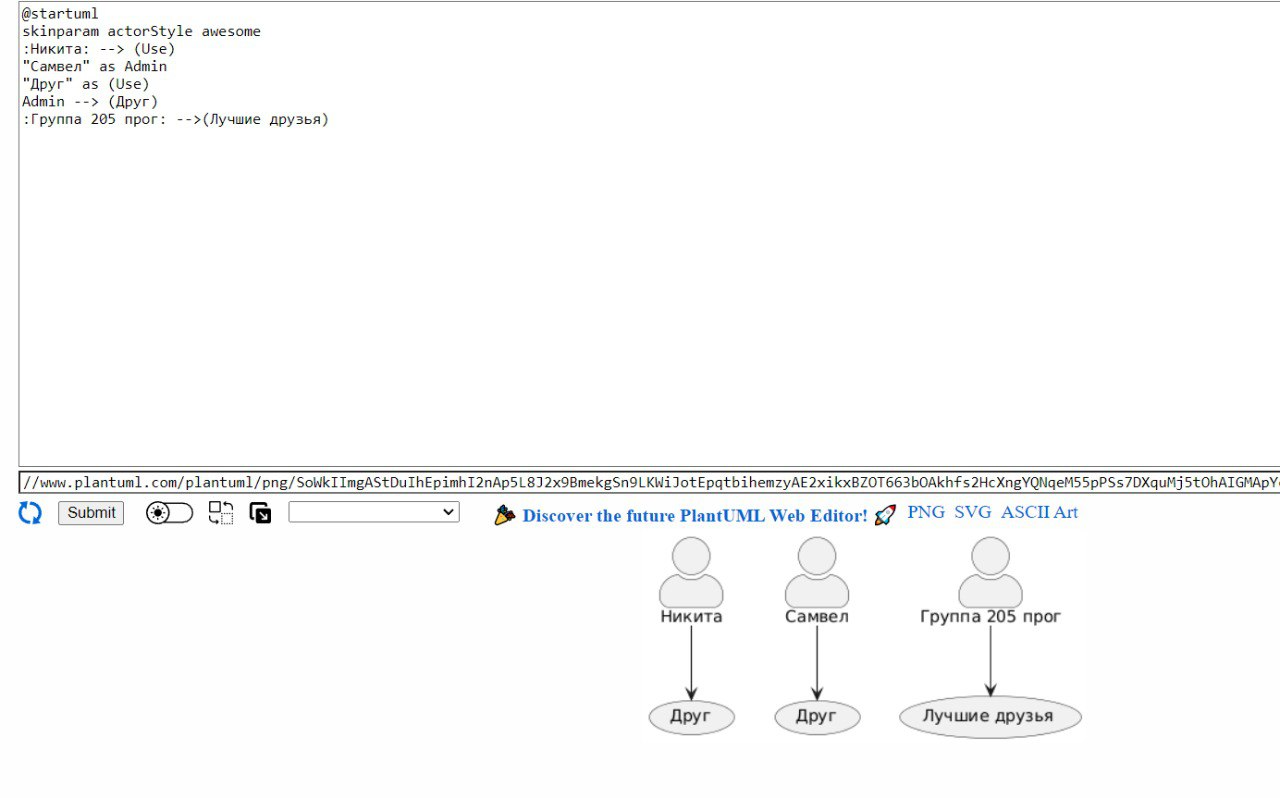 @startuml
skinparam actorStyle awesome
:Никита: --> (Use)
"Самвел" as Admin
"Друг" as (Use)
Admin --> (Друг)
:Группа 205 прог: -->(Лучшие друзья)
//www.plantuml.com/plantuml/png/SoWkIImgAStDuIhEpimhI2nAp5L8J2x9BmekgSn9LKWiJotEpqtbihemzyAE2xikxBZOT663bOAkhfs2HcXngYQNqeM55pPSs7DXquMj5tOhAIGMApY
Submit
Discover the future PlantUML Web Editor! PNG SVG ASCII Art
Никита Самвел Группа 205 прог
Друг Друг Лучшие друзья